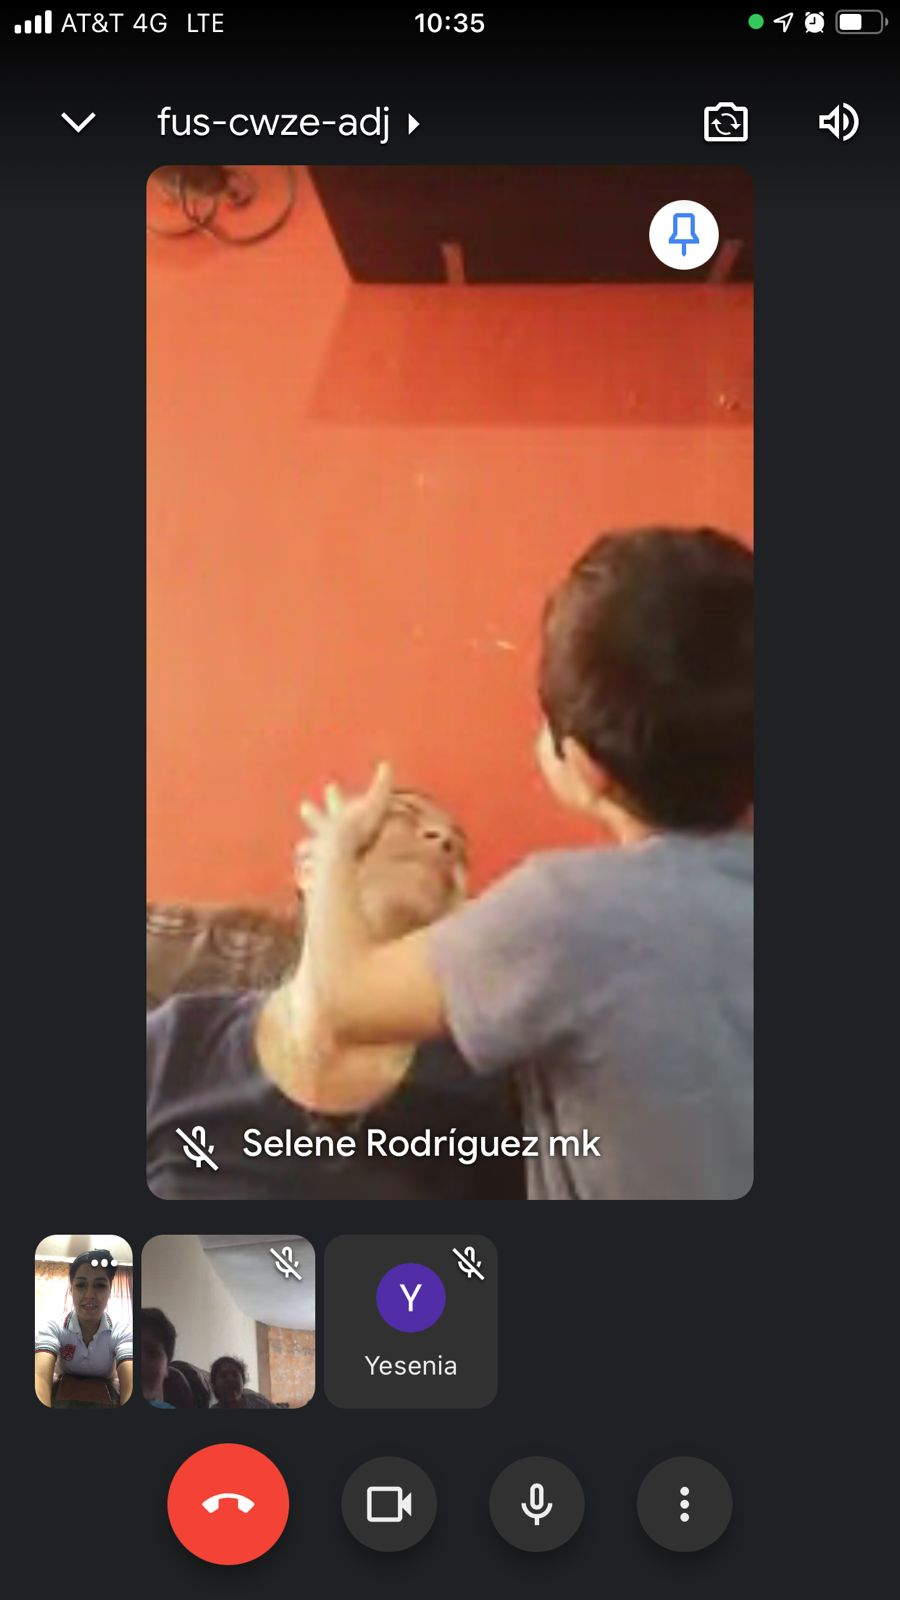 AT&T 4G LTE
10:35
fus-cwze-adj
Selene Rodríguez mk
Y
Yesenia